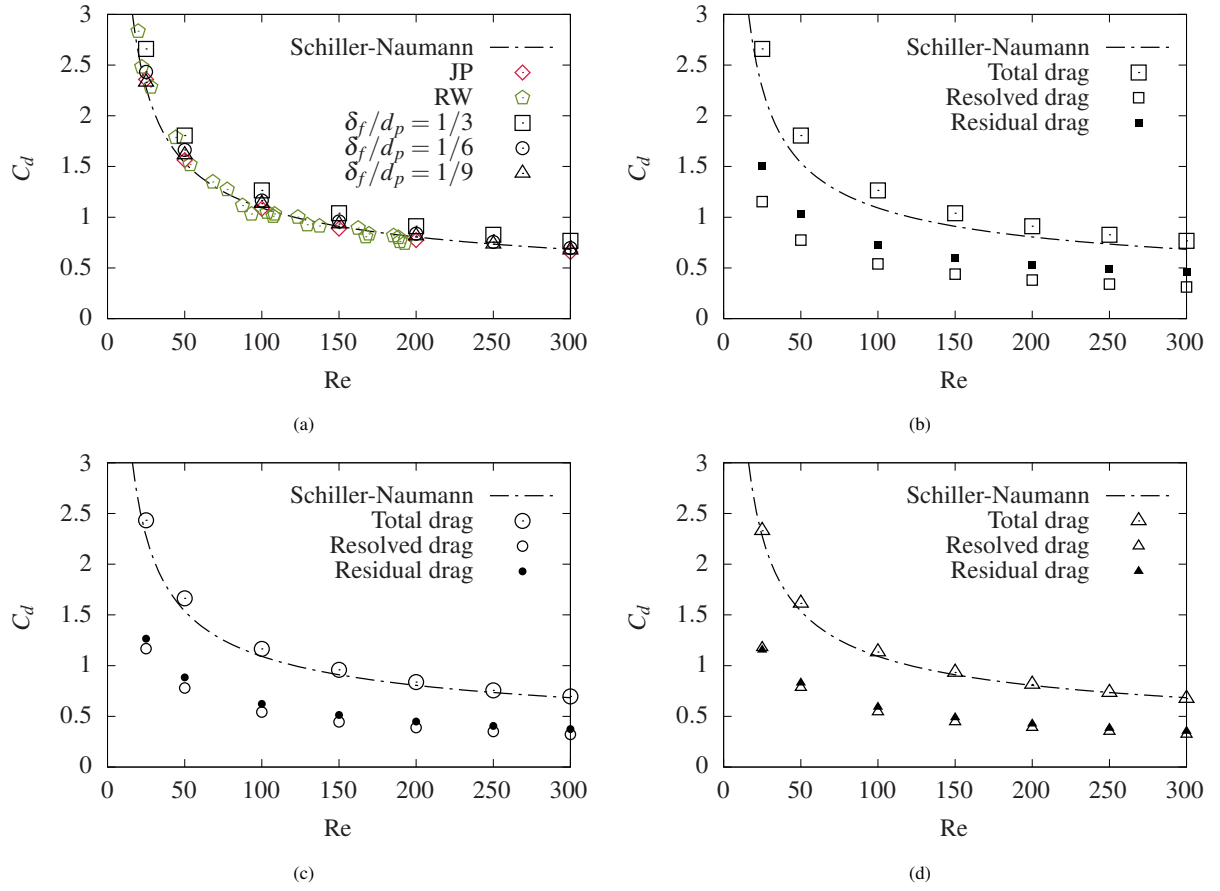 3
2.5
2
1.5
1
0.5
0
C_d
Schiller-Naumann
JP
RW
δ_f/d_p = 1/3
δ_f/d_p = 1/6
δ_f/d_p = 1/9
0 50 100 150 200 250 300
Re
(a)
3
2.5
2
1.5
1
0.5
0
C_d
Schiller-Naumann
Total drag
Resolved drag
Residual drag
0 50 100 150 200 250 300
Re
(b)
3
2.5
2
1.5
1
0.5
0
C_d
Schiller-Naumann
Total drag
Resolved drag
Residual drag
0 50 100 150 200 250 300
Re
(c)
3
2.5
2
1.5
1
0.5
0
C_d
Schiller-Naumann
Total drag
Resolved drag
Residual drag
0 50 100 150 200 250 300
Re
(d)